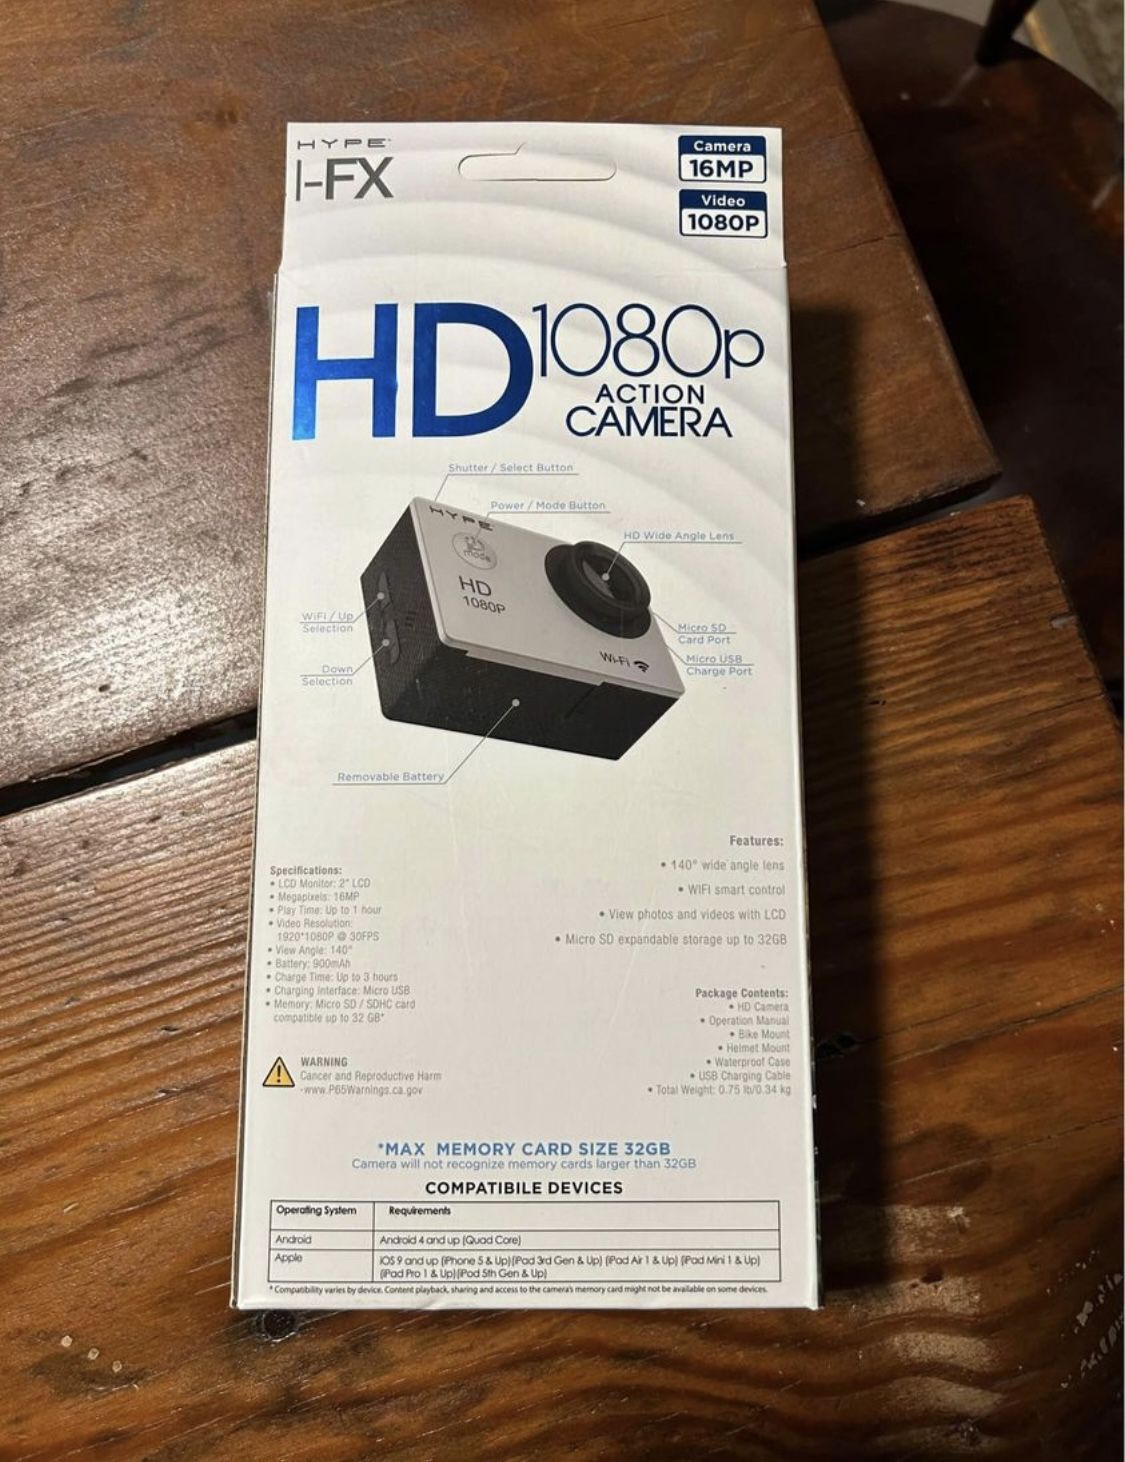 HYPE
I-FX
Camera
16MP
Video
1080P
HD 1080p
ACTION
CAMERA
Shutter / Select Button
Power / Mode Button
HD Wide Angle Lens
HYPE
mode
HD
1080P
WiFi / Up
Selection
Micro SD
Card Port
Wi-Fi
Micro USB
Charge Port
Down
Selection
Removable Battery
Features:
• 140° wide angle lens
• WIFI smart control
• View photos and videos with LCD
• Micro SD expandable storage up to 32GB
Specifications:
• LCD Monitor: 2" LCD
• Megapixels: 16MP
• Play Time: Up to 1 hour
• Video Resolution:
1920*1080P @ 30FPS
• View Angle: 140°
• Battery: 900mAh
• Charge Time: Up to 3 hours
• Charging Interface: Micro USB
• Memory: Micro SD / SDHC card
compatible up to 32 GB*
Package Contents:
• HD Camera
• Operation Manual
• Bike Mount
• Helmet Mount
• Waterproof Case
• USB Charging Cable
• Total Weight: 0.75 lb/0.34 kg
WARNING
Cancer and Reproductive Harm
-www.P65Warnings.ca.gov
*MAX MEMORY CARD SIZE 32GB
Camera will not recognize memory cards larger than 32GB
COMPATIBILE DEVICES
Operating System Requirements
Android Android 4 and up (Quad Core)
Apple iOS 9 and up (iPhone 5 & Up)(iPad 3rd Gen & Up) (iPad Air 1 & Up) (iPad Mini 1 & Up)
(iPad Pro 1 & Up)(iPod 5th Gen & Up)
* Compatibility varies by device. Content playback, sharing and access to the camera's memory card might not be available on some devices.